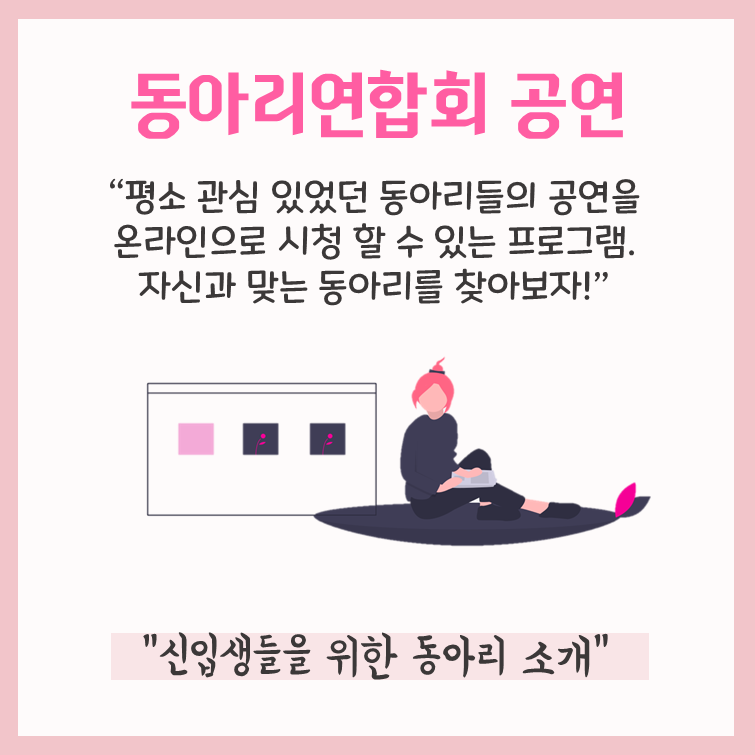 동아리연합회 공연
“평소 관심 있었던 동아리들의 공연을
온라인으로 시청 할 수 있는 프로그램.
자신과 맞는 동아리를 찾아보자!”
"신입생들을 위한 동아리 소개"